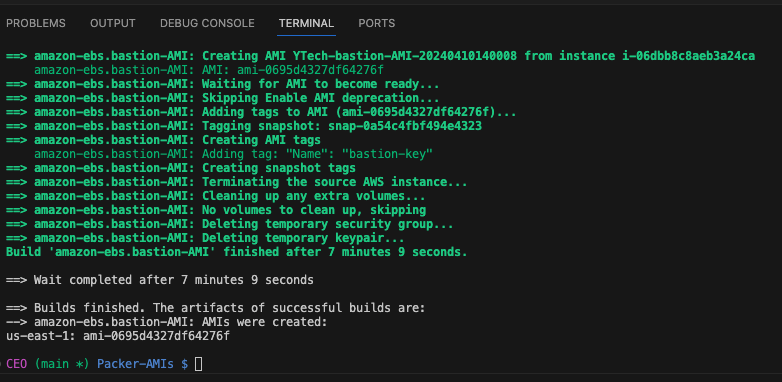 PROBLEMS OUTPUT DEBUG CONSOLE TERMINAL PORTS
==> amazon-ebs.bastion-AMI: Creating AMI YTech-bastion-AMI-20240410140008 from instance i-06dbb8c8aeb3a24ca
amazon-ebs.bastion-AMI: AMI: ami-0695d4327df64276f
==> amazon-ebs.bastion-AMI: Waiting for AMI to become ready...
==> amazon-ebs.bastion-AMI: Skipping Enable AMI deprecation...
==> amazon-ebs.bastion-AMI: Adding tags to AMI (ami-0695d4327df64276f)...
==> amazon-ebs.bastion-AMI: Tagging snapshot: snap-0a54c4fbf494e4323
==> amazon-ebs.bastion-AMI: Creating AMI tags
amazon-ebs.bastion-AMI: Adding tag: "Name": "bastion-key"
==> amazon-ebs.bastion-AMI: Creating snapshot tags
==> amazon-ebs.bastion-AMI: Terminating the source AWS instance...
==> amazon-ebs.bastion-AMI: Cleaning up any extra volumes...
==> amazon-ebs.bastion-AMI: No volumes to clean up, skipping
==> amazon-ebs.bastion-AMI: Deleting temporary security group...
==> amazon-ebs.bastion-AMI: Deleting temporary keypair...
Build 'amazon-ebs.bastion-AMI' finished after 7 minutes 9 seconds.
==> Wait completed after 7 minutes 9 seconds
==> Builds finished. The artifacts of successful builds are:
--> amazon-ebs.bastion-AMI: AMIs were created:
us-east-1: ami-0695d4327df64276f
CEO (main *) Packer-AMIs $